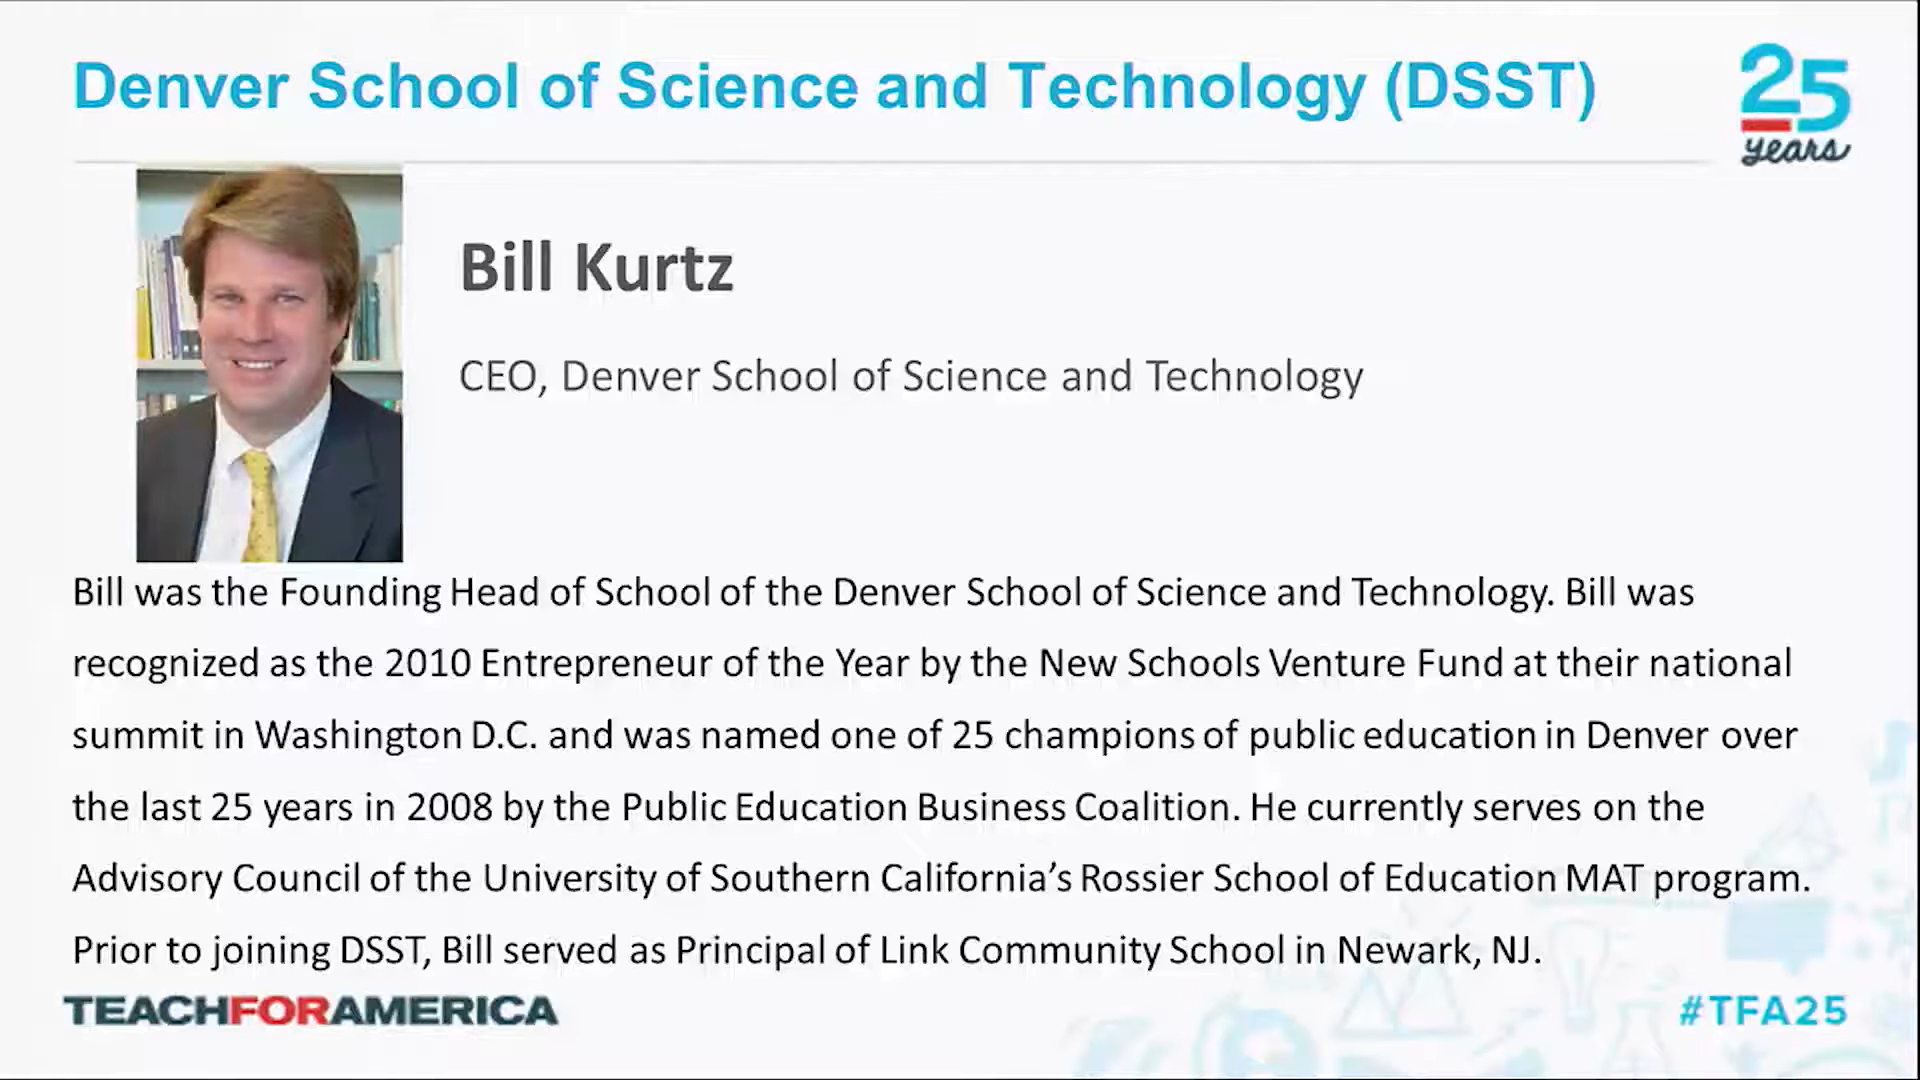 Denver School of Science and Technology (DSST)
25
years
Bill Kurtz
CEO, Denver School of Science and Technology
Bill was the Founding Head of School of the Denver School of Science and Technology. Bill was
recognized as the 2010 Entrepreneur of the Year by the New Schools Venture Fund at their national
summit in Washington D.C. and was named one of 25 champions of public education in Denver over
the last 25 years in 2008 by the Public Education Business Coalition. He currently serves on the
Advisory Council of the University of Southern California’s Rossier School of Education MAT program.
Prior to joining DSST, Bill served as Principal of Link Community School in Newark, NJ.
TEACHFORAMERICA
#TFA25